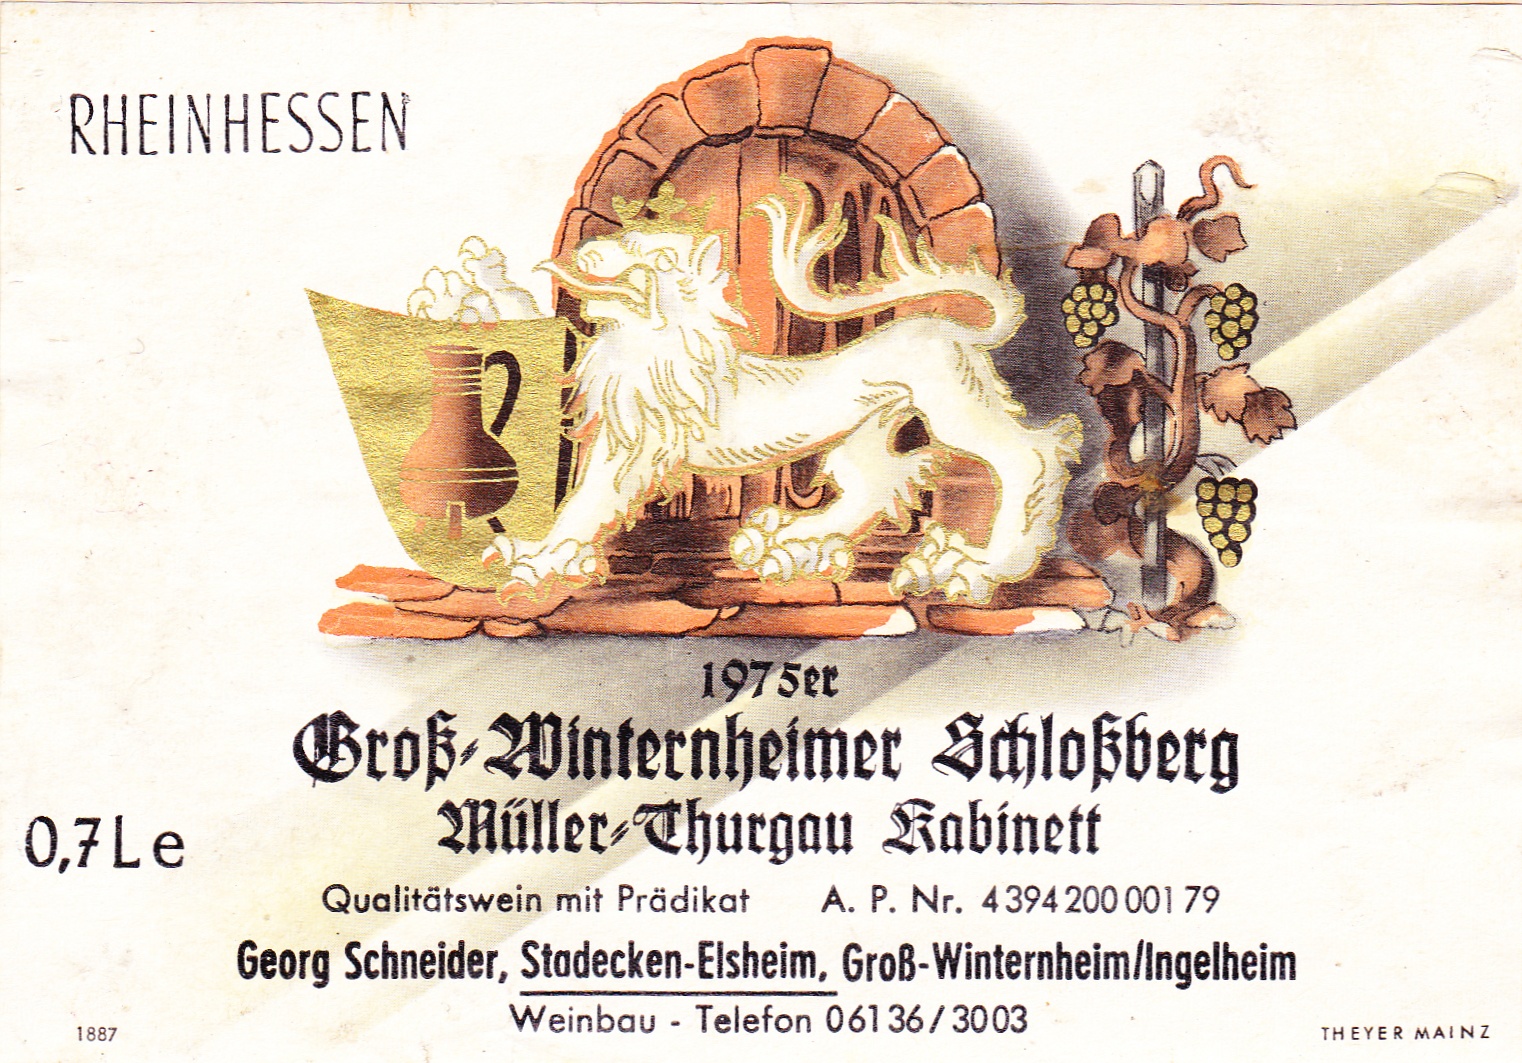 RHEINHESSEN
1975er
Groß-Winternheimer Schloßberg
Müller-Thurgau Kabinett
0,7 L e
Qualitätswein mit Prädikat A. P. Nr. 4 394 200 001 79
Georg Schneider, Stadecken-Elsheim, Groß-Winternheim/Ingelheim
Weinbau - Telefon 06136/3003
1887
THEYER MAINZ